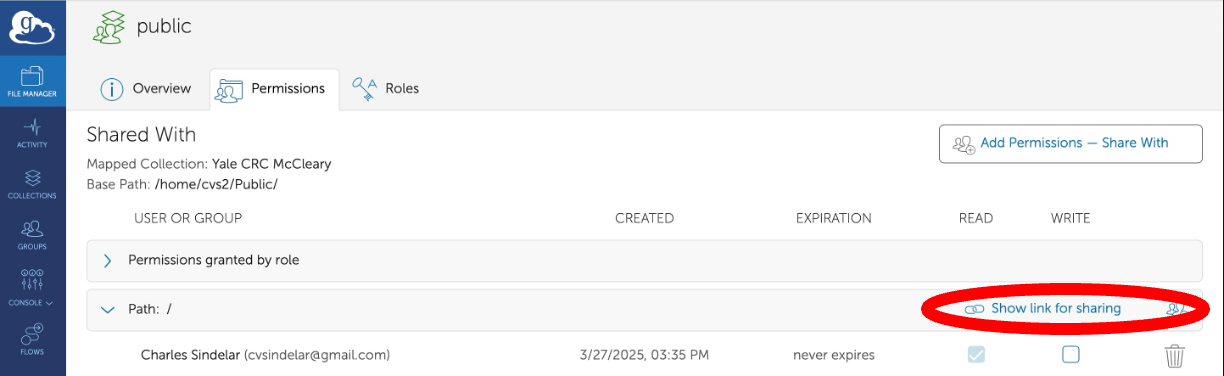 g
public
FILE MANAGER
Overview
Permissions
A
Roles
ACTIVITY
Shared With
Add Permissions — Share With
Mapped Collection: Yale CRC McCleary
Base Path: /home/cvs2/Public/
COLLECTIONS
USER OR GROUP CREATED EXPIRATION READ WRITE
GROUPS
Permissions granted by role
CONSOLE
Path: / Show link for sharing
FLOWS
Charles Sindelar (cvsindelar@gmail.com) 3/27/2025, 03:35 PM never expires